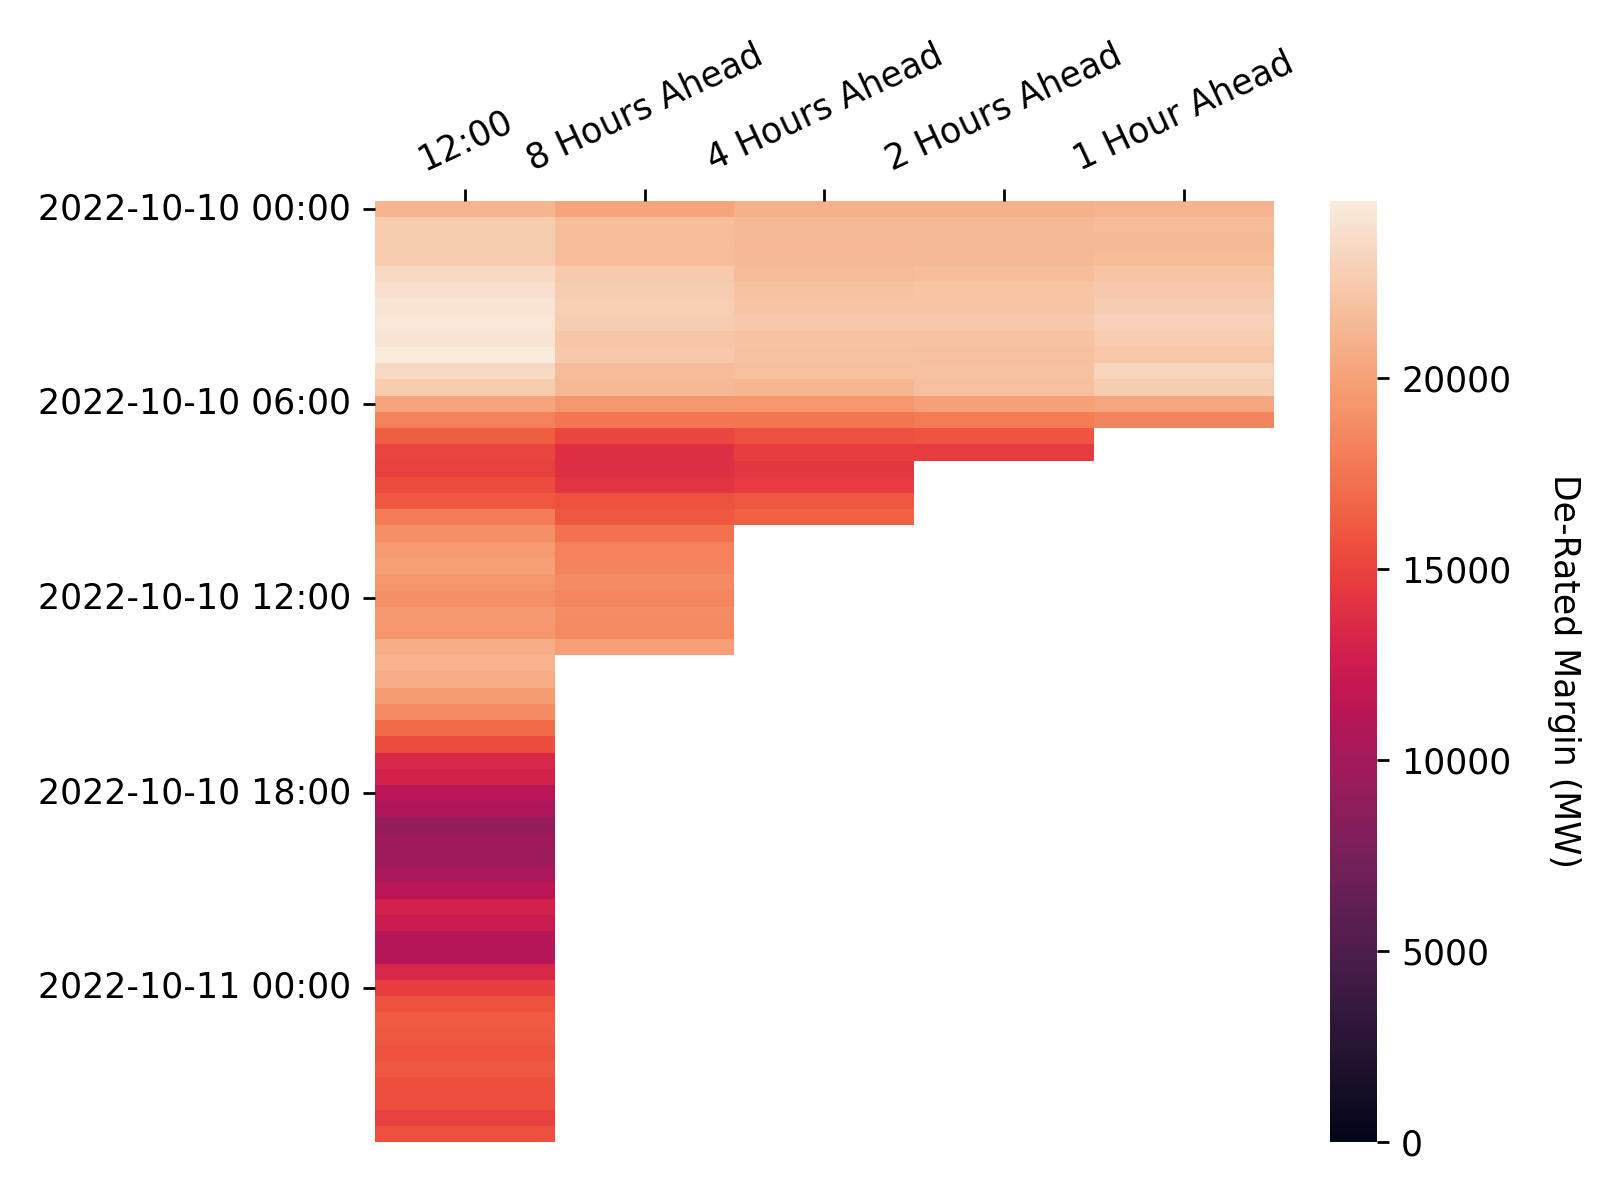 12:00
8 Hours Ahead
4 Hours Ahead
2 Hours Ahead
1 Hour Ahead
2022-10-10 00:00
2022-10-10 06:00
2022-10-10 12:00
2022-10-10 18:00
2022-10-11 00:00
20000
15000
10000
5000
0
De-Rated Margin (MW)